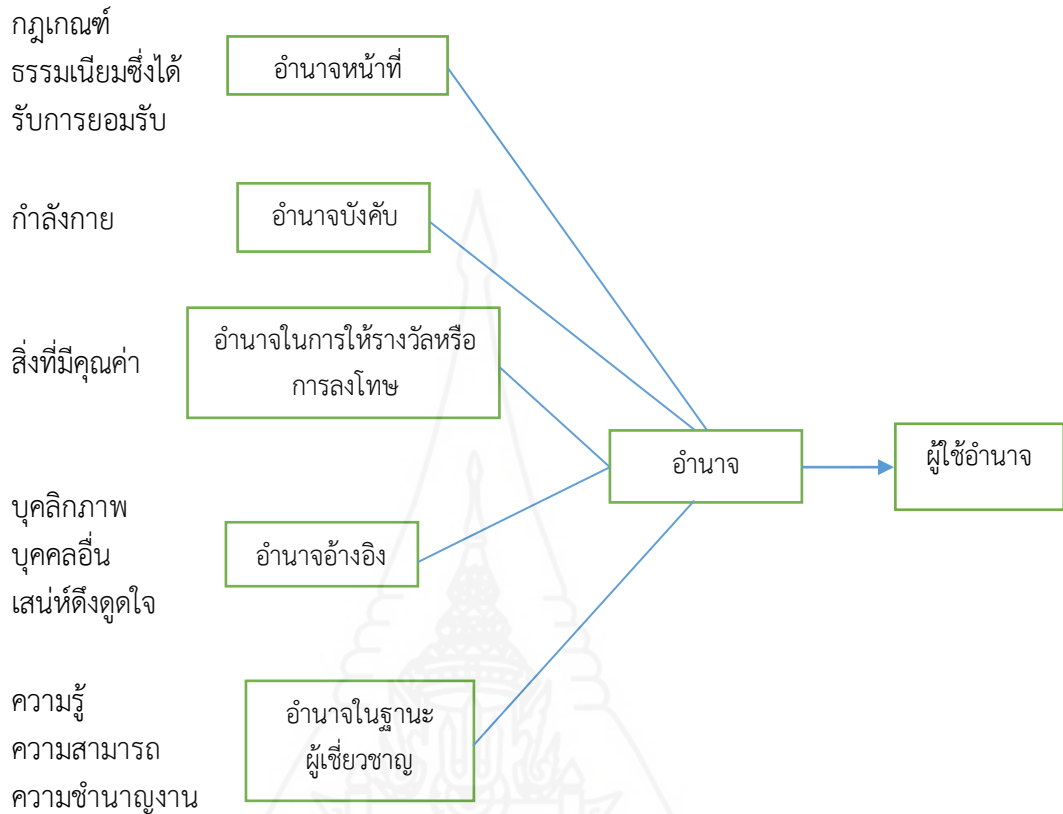 กฎเกณฑ์
ธรรมเนียมซึ่งได้
รับการยอมรับ
อำนาจหน้าที่
กำลังกาย
อำนาจบังคับ
สิ่งที่มีคุณค่า
อำนาจในการให้รางวัลหรือ
การลงโทษ
อำนาจ
ผู้ใช้อำนาจ
บุคลิกภาพ
บุคคลอื่น
เสน่ห์ดึงดูดใจ
อำนาจอ้างอิง
ความรู้
ความสามารถ
ความชำนาญงาน
อำนาจในฐานะ
ผู้เชี่ยวชาญ